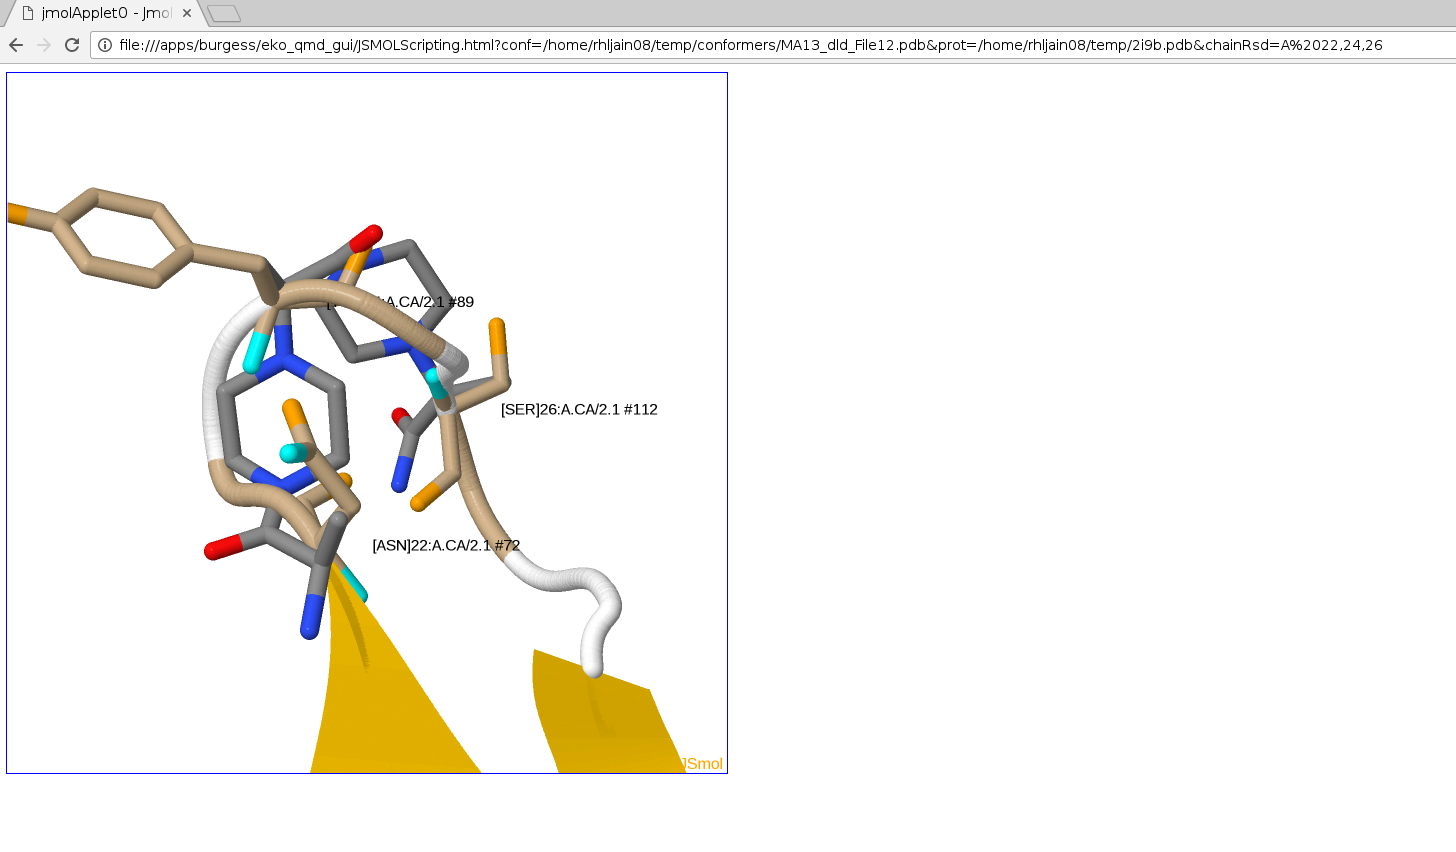 jmolApplet0 - Jmol
file:///apps/burgess/eko_qmd_gui/JSMOLScripting.html?conf=/home/rhljain08/temp/conformers/MA13_dld_File12.pdb&prot=/home/rhljain08/temp/2i9b.pdb&chainRsd=A%2022,24,26
:A.CA/2.1 #89
[SER]26:A.CA/2.1 #112
[ASN]22:A.CA/2.1 #72
JSmol